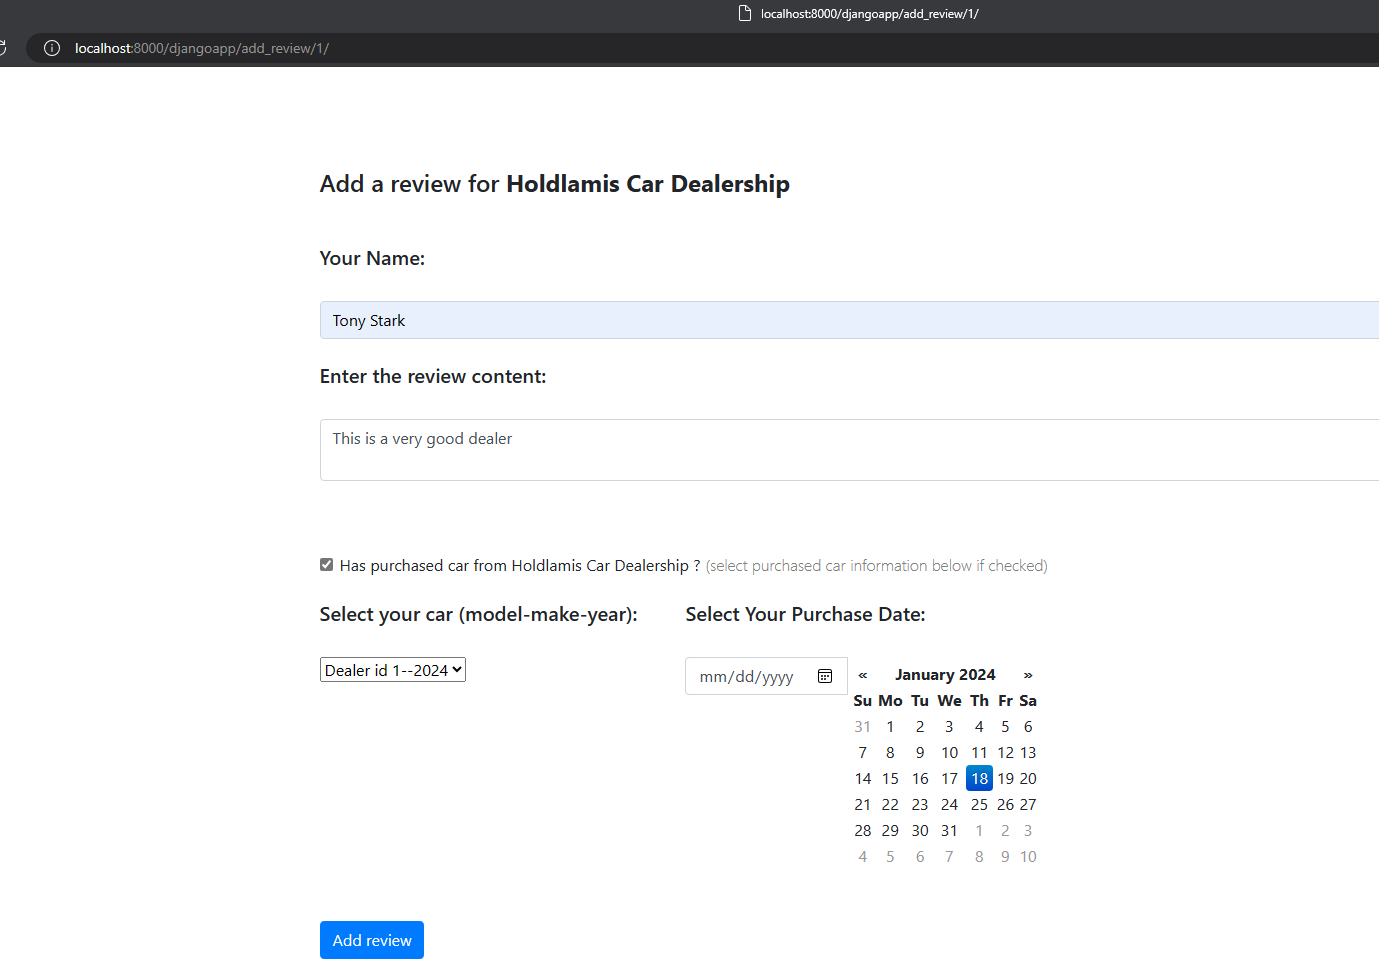 localhost:8000/djangoapp/add_review/1/
localhost:8000/djangoapp/add_review/1/
Add a review for Holdlamis Car Dealership
Your Name:
Tony Stark
Enter the review content:
This is a very good dealer
Has purchased car from Holdlamis Car Dealership ? (select purchased car information below if checked)
Select your car (model-make-year):
Dealer id 1--2024
Select Your Purchase Date:
mm/dd/yyyy
« January 2024 »
Su Mo Tu We Th Fr Sa
31 1 2 3 4 5 6
7 8 9 10 11 12 13
14 15 16 17 18 19 20
21 22 23 24 25 26 27
28 29 30 31 1 2 3
4 5 6 7 8 9 10
Add review